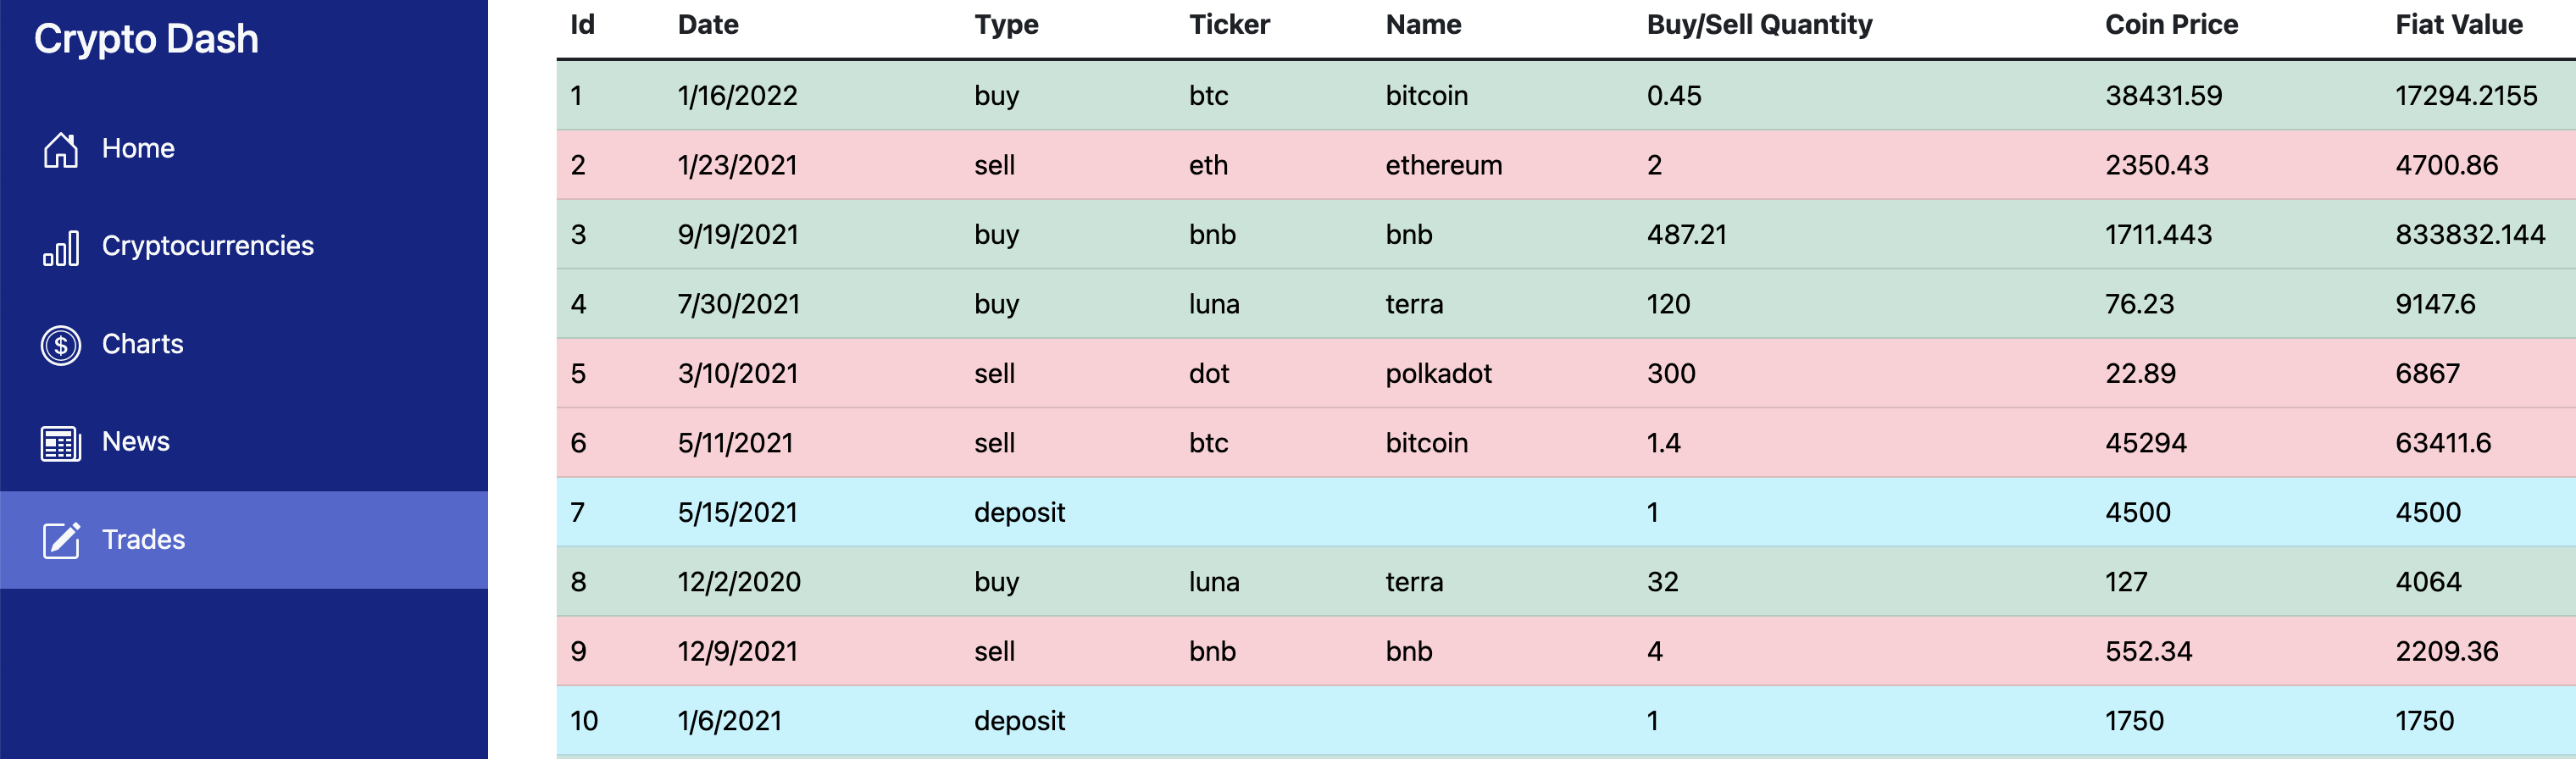 Crypto Dash
Home
Cryptocurrencies
Charts
News
Trades
Id Date Type Ticker Name Buy/Sell Quantity Coin Price Fiat Value
1 1/16/2022 buy btc bitcoin 0.45 38431.59 17294.2155
2 1/23/2021 sell eth ethereum 2 2350.43 4700.86
3 9/19/2021 buy bnb bnb 487.21 1711.443 833832.144
4 7/30/2021 buy luna terra 120 76.23 9147.6
5 3/10/2021 sell dot polkadot 300 22.89 6867
6 5/11/2021 sell btc bitcoin 1.4 45294 63411.6
7 5/15/2021 deposit 1 4500 4500
8 12/2/2020 buy luna terra 32 127 4064
9 12/9/2021 sell bnb bnb 4 552.34 2209.36
10 1/6/2021 deposit 1 1750 1750